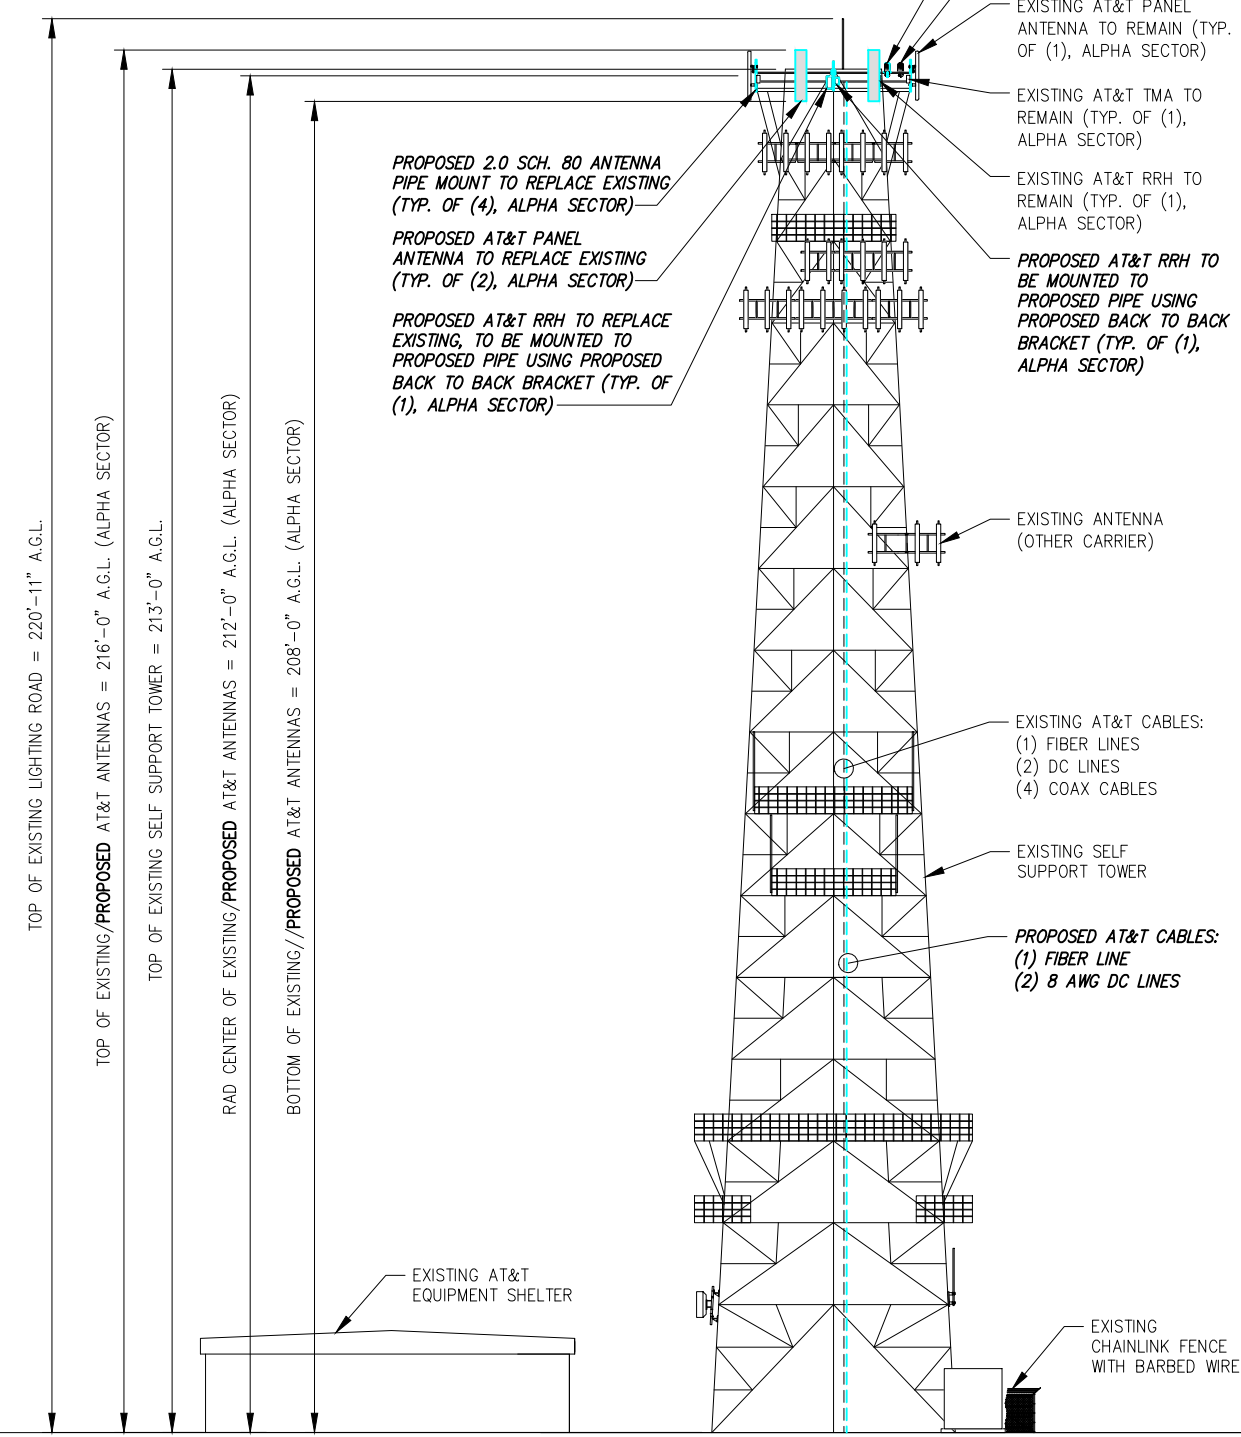 EXISTING AT&T PANEL
ANTENNA TO REMAIN (TYP.
OF (1), ALPHA SECTOR)
EXISTING AT&T TMA TO
REMAIN (TYP. OF (1),
ALPHA SECTOR)
EXISTING AT&T RRH TO
REMAIN (TYP. OF (1),
ALPHA SECTOR)
PROPOSED AT&T RRH TO
BE MOUNTED TO
PROPOSED PIPE USING
PROPOSED BACK TO BACK
BRACKET (TYP. OF (1),
ALPHA SECTOR)
PROPOSED 2.0 SCH. 80 ANTENNA
PIPE MOUNT TO REPLACE EXISTING
(TYP. OF (4), ALPHA SECTOR)
PROPOSED AT&T PANEL
ANTENNA TO REPLACE EXISTING
(TYP. OF (2), ALPHA SECTOR)
PROPOSED AT&T RRH TO REPLACE
EXISTING, TO BE MOUNTED TO
PROPOSED PIPE USING PROPOSED
BACK TO BACK BRACKET (TYP. OF
(1), ALPHA SECTOR)
TOP OF EXISTING LIGHTING ROAD = 220'-11" A.G.L.
TOP OF EXISTING/PROPOSED AT&T ANTENNAS = 216'-0" A.G.L. (ALPHA SECTOR)
TOP OF EXISTING SELF SUPPORT TOWER = 213'-0" A.G.L.
RAD CENTER OF EXISTING/PROPOSED AT&T ANTENNAS = 212'-0" A.G.L. (ALPHA SECTOR)
BOTTOM OF EXISTING//PROPOSED AT&T ANTENNAS = 208'-0" A.G.L. (ALPHA SECTOR)
EXISTING ANTENNA
(OTHER CARRIER)
EXISTING AT&T CABLES:
(1) FIBER LINES
(2) DC LINES
(4) COAX CABLES
EXISTING SELF
SUPPORT TOWER
PROPOSED AT&T CABLES:
(1) FIBER LINE
(2) 8 AWG DC LINES
EXISTING AT&T
EQUIPMENT SHELTER
EXISTING
CHAINLINK FENCE
WITH BARBED WIRE